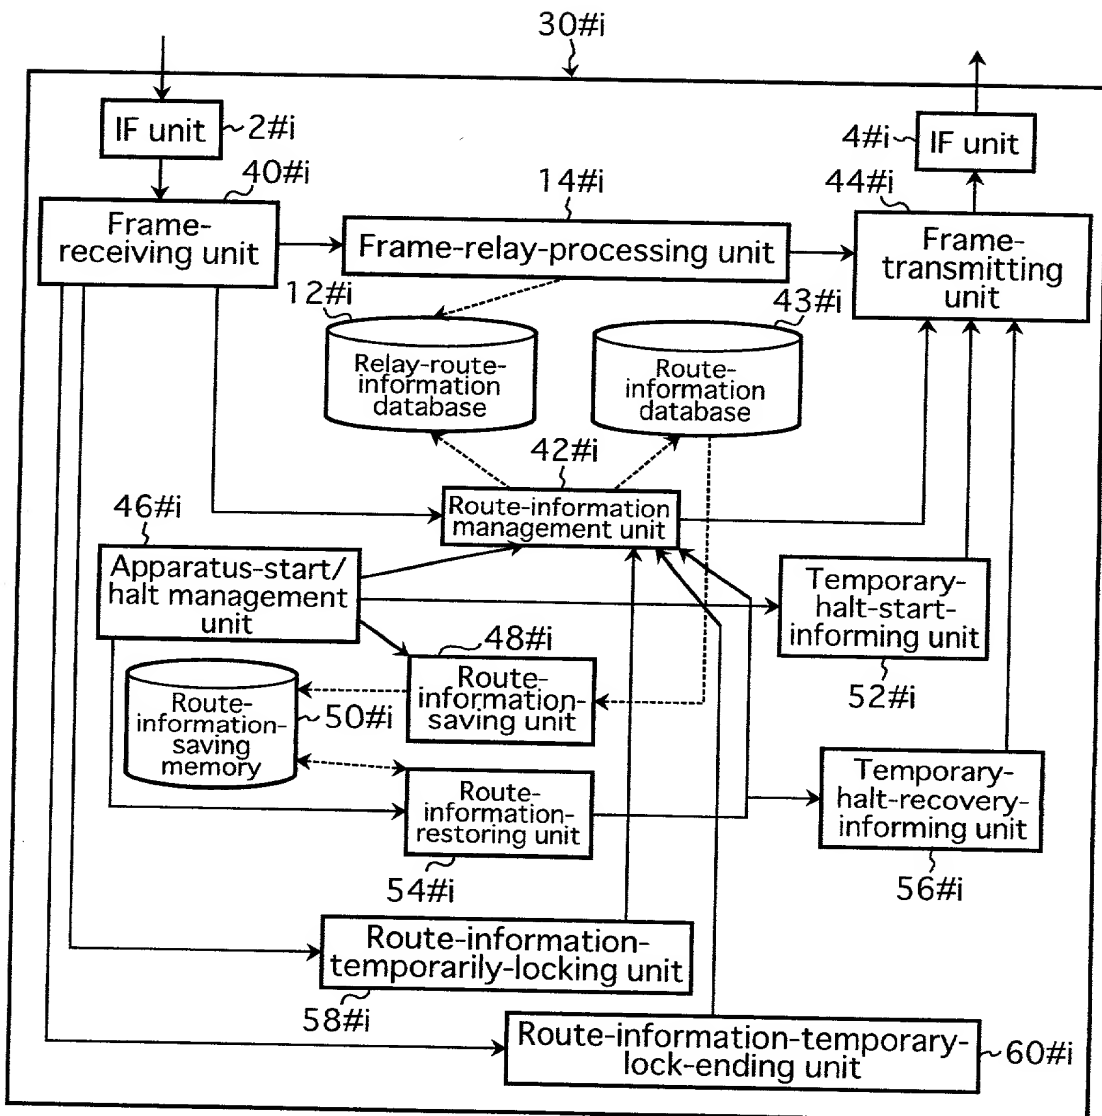 30#i
IF unit
2#i
4#i
IF unit
40#i
14#i
44#i
Frame-
receiving unit
Frame-relay-processing unit
Frame-
transmitting
unit
12#i
43#i
Relay-route-
information
database
Route-
information
database
42#i
Route-information
management unit
46#i
Apparatus-start/
halt management
unit
Temporary-
halt-start-
informing unit
52#i
48#i
Route-
information-
saving unit
Route-
information-
saving
memory
50#i
Route-
information-
restoring unit
54#i
Temporary-
halt-recovery-
informing unit
56#i
Route-information-
temporarily-locking unit
58#i
Route-information-temporary-
lock-ending unit
60#i